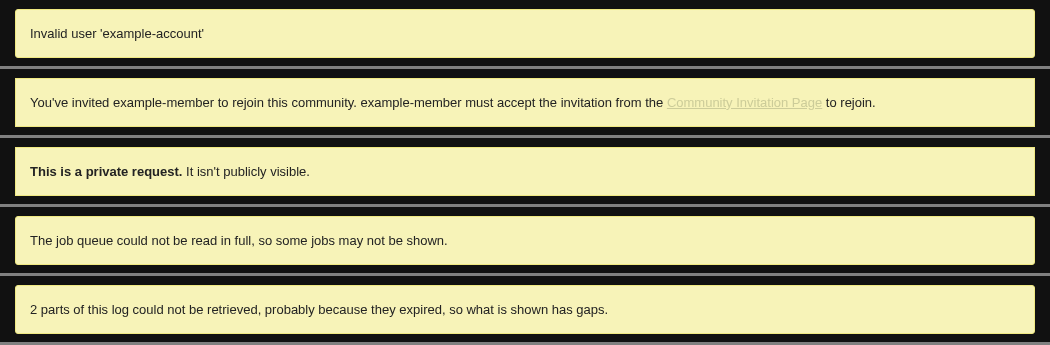 Invalid user 'example-account'
You've invited example-member to rejoin this community. example-member must accept the invitation from the Community Invitation Page to rejoin.
This is a private request. It isn't publicly visible.
The job queue could not be read in full, so some jobs may not be shown.
2 parts of this log could not be retrieved, probably because they expired, so what is shown has gaps.